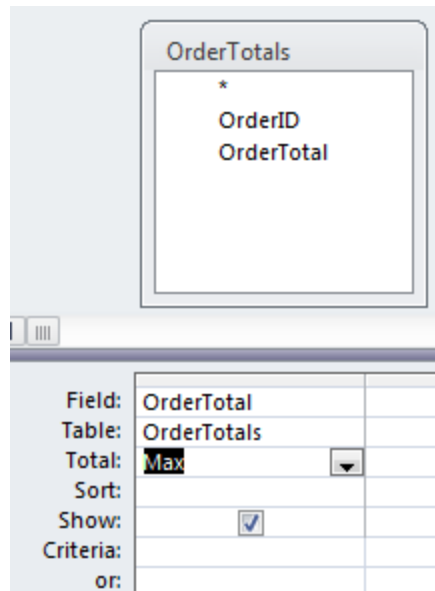 OrderTotals
*
OrderID
OrderTotal
Field: OrderTotal
Table: OrderTotals
Total: Max
Sort:
Show:
Criteria:
or: